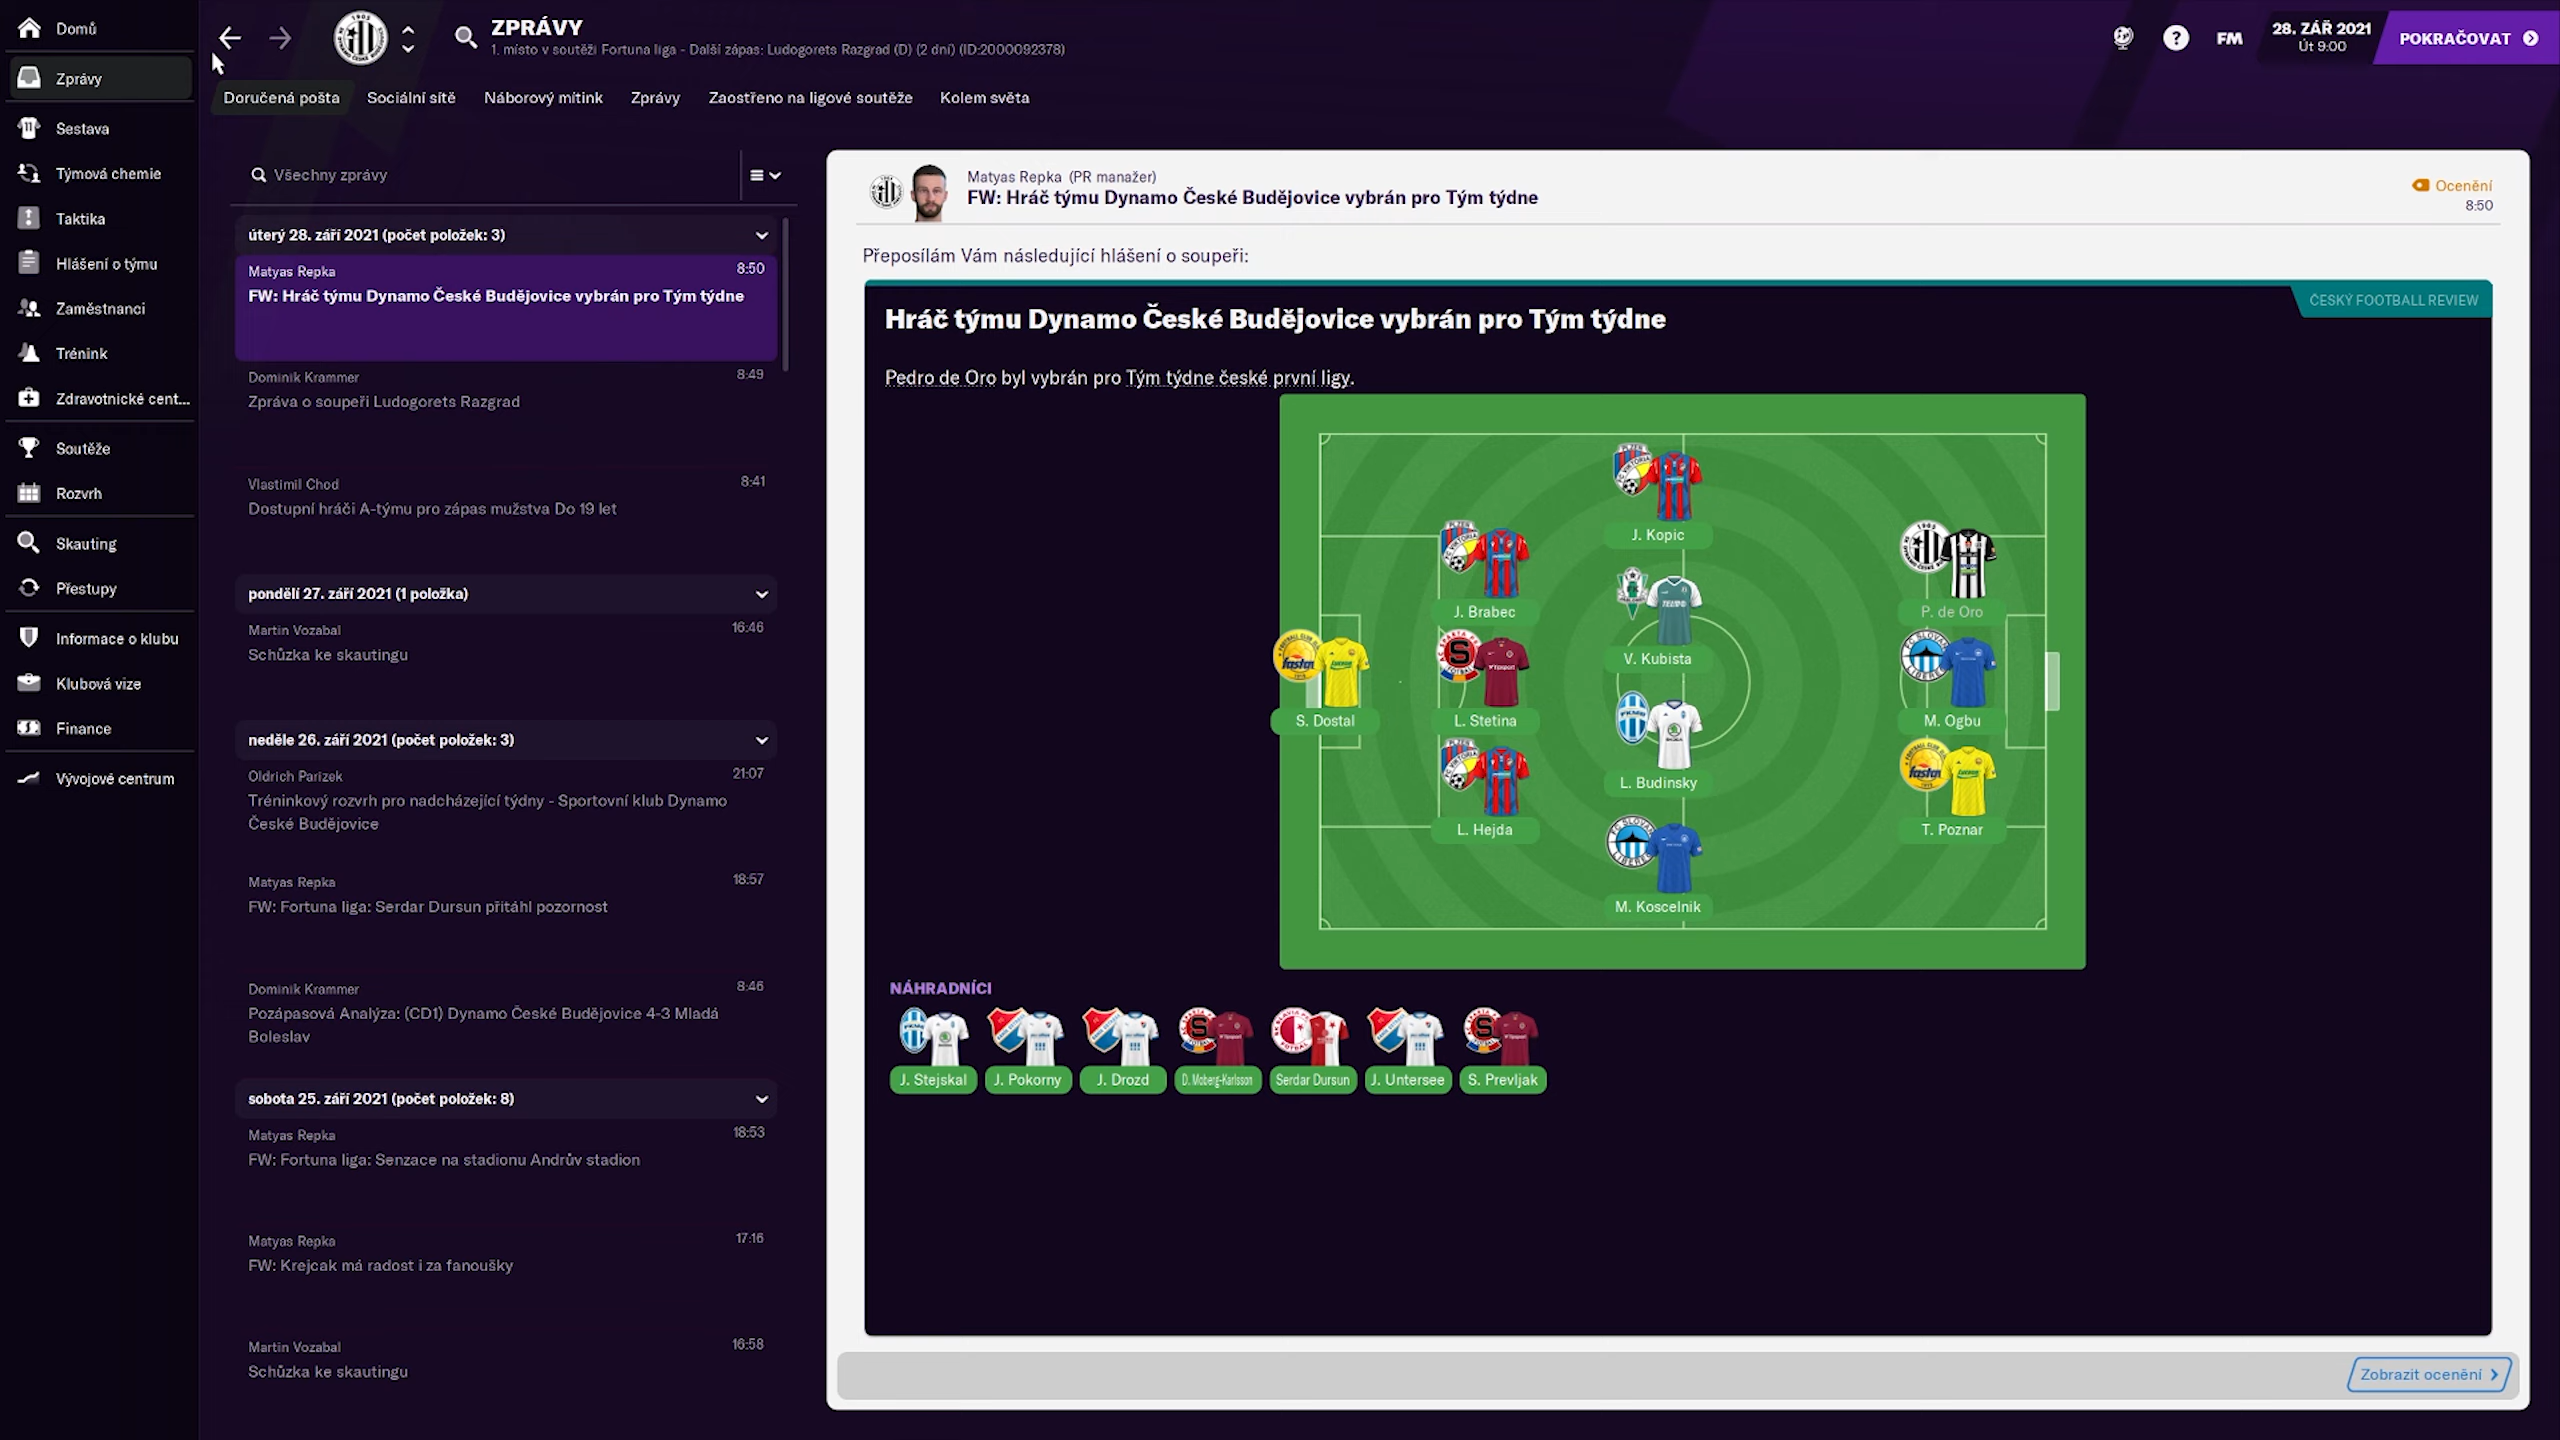 Domů
Zprávy
Sestava
Týmová chemie
Taktika
Hlášení o týmu
Zaměstnanci
Trénink
Zdravotnické cent...
Soutěže
Rozvrh
Skauting
Přestupy
Informace o klubu
Klubová vize
Finance
Vývojové centrum
ZPRÁVY
1. místo v soutěži Fortuna liga - Další zápas: Ludogorets Razgrad (D) (2 dní) (ID:2000092378)
FM
28. ZÁŘ 2021
Út 9:00
POKRAČOVAT
Doručená pošta Sociální sítě Náborový mítink Zprávy Zaostřeno na ligové soutěže Kolem světa
Všechny zprávy
úterý 28. září 2021 (počet položek: 3)
Matyas Repka 8:50
FW: Hráč týmu Dynamo České Budějovice vybrán pro Tým týdne
Dominik Krammer 8:49
Zpráva o soupeři Ludogorets Razgrad
Vlastimil Chod 8:41
Dostupní hráči A-týmu pro zápas mužstva Do 19 let
pondělí 27. září 2021 (1 položka)
Martin Vozabal 16:46
Schůzka ke skautingu
neděle 26. září 2021 (počet položek: 3)
Oldrich Parizek 21:07
Tréninkový rozvrh pro nadcházející týdny - Sportovní klub Dynamo
České Budějovice
Matyas Repka 18:57
FW: Fortuna liga: Serdar Dursun přitáhl pozornost
Dominik Krammer 8:46
Pozápasová Analýza: (CD1) Dynamo České Budějovice 4-3 Mladá
Boleslav
sobota 25. září 2021 (počet položek: 8)
Matyas Repka 18:53
FW: Fortuna liga: Senzace na stadionu Andrův stadion
Matyas Repka 17:16
FW: Krejcak má radost i za fanoušky
Martin Vozabal 16:58
Schůzka ke skautingu
Matyas Repka (PR manažer)
FW: Hráč týmu Dynamo České Budějovice vybrán pro Tým týdne
Ocenění
8:50
Přeposílám Vám následující hlášení o soupeři:
ČESKÝ FOOTBALL REVIEW
Hráč týmu Dynamo České Budějovice vybrán pro Tým týdne
Pedro de Oro byl vybrán pro Tým týdne české první ligy.
J. Kopic
J. Brabec
P. de Oro
V. Kubista
S. Dostal
L. Stetina
M. Ogbu
L. Budinsky
L. Hejda
T. Poznar
M. Koscelnik
NÁHRADNÍCI
J. Stejskal J. Pokorny J. Drozd D. Moberg-Karlsson Serdar Dursun J. Untersee S. Prevljak
Zobrazit ocenění